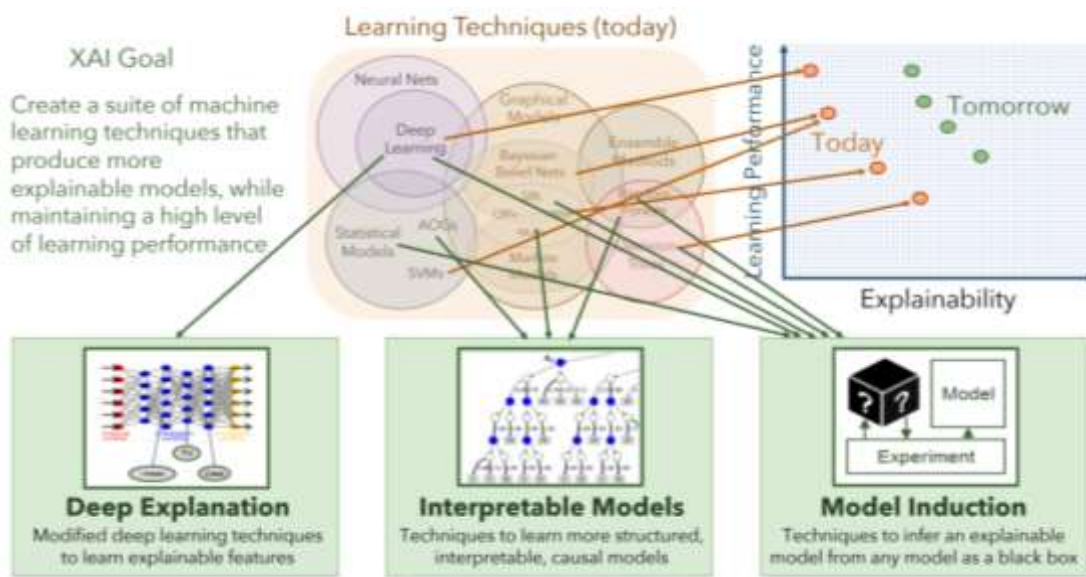 Learning Techniques (today)
XAI Goal
Create a suite of machine
learning techniques that
produce more
explainable models, while
maintaining a high level
of learning performance
Neural Nets
Deep
Learning
Graphical
Models
Bayesian
Belief Nets
Ensemble
Methods
Statistical
Models
AOGs
SVMs
Learning Performance
Tomorrow
Today
Explainability
Deep Explanation
Modified deep learning techniques
to learn explainable features
Interpretable Models
Techniques to learn more structured,
interpretable, causal models
? ?
Model
Experiment
Model Induction
Techniques to infer an explainable
model from any model as a black box